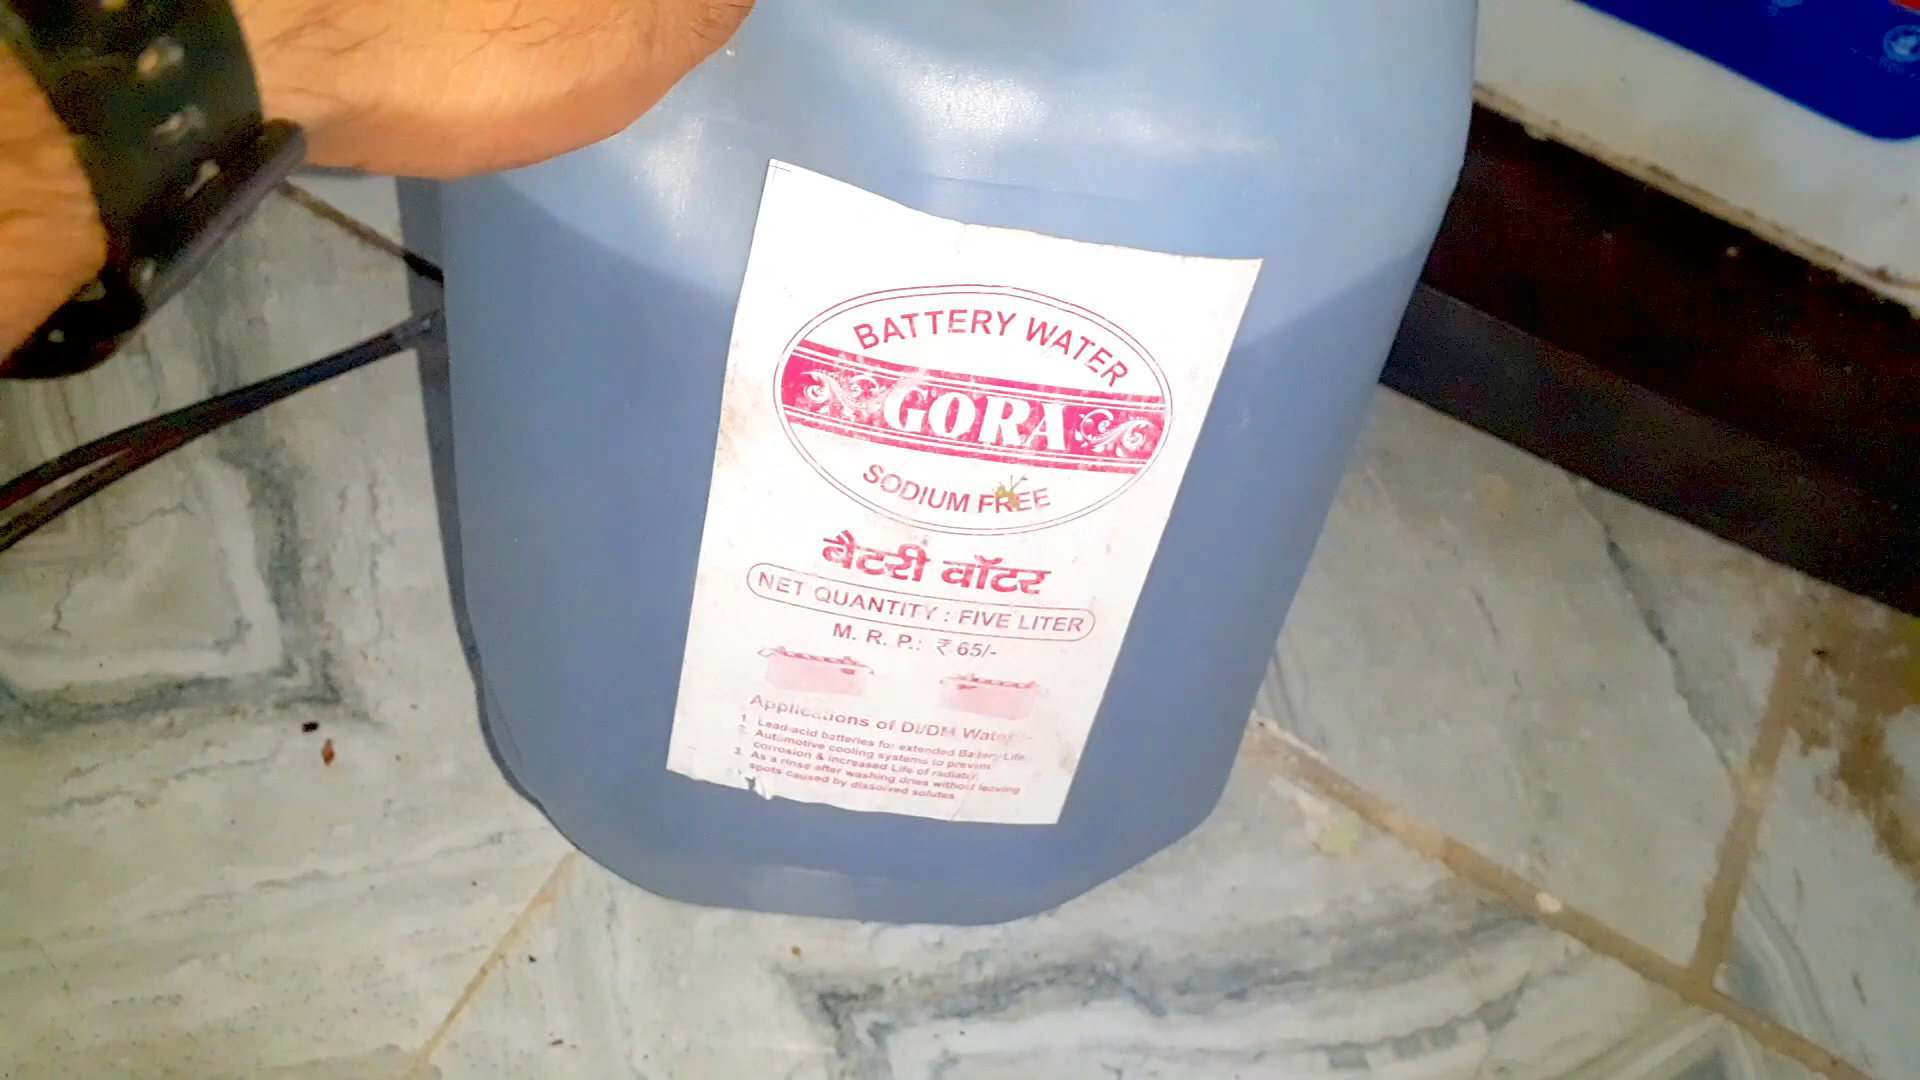 BATTERY WATER
GORA
SODIUM FREE
बैटरी वॉटर
NET QUANTITY : FIVE LITER
M. R. P.: ₹ 65/-
Applications of DI/DM Water :-
1. Lead-acid batteries for extended Battery Life
2. Automotive cooling systems to prevent
corrosion & increased Life of radiator.
3. As a rinse after washing dries without leaving
spots caused by dissolved solutes